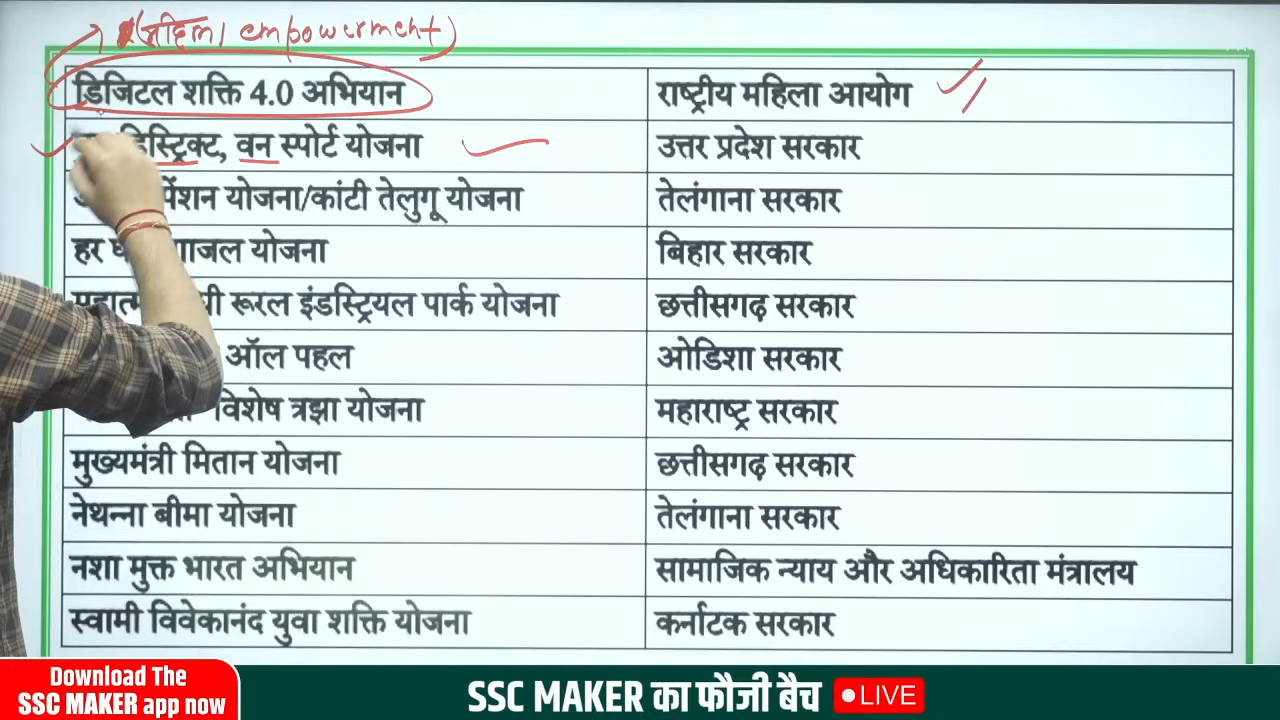 (महिला empowerment)
डिजिटल शक्ति 4.0 अभियान राष्ट्रीय महिला आयोग
वन स्पोर्ट योजना उत्तर प्रदेश सरकार
योजना/कांटी तेलुगू योजना तेलंगाना सरकार
हर योजना बिहार सरकार
रूरल इंडस्ट्रियल पार्क योजना छत्तीसगढ़ सरकार
ऑल पहल ओडिशा सरकार
विशेष त्रझा योजना महाराष्ट्र सरकार
मुख्यमंत्री मितान योजना छत्तीसगढ़ सरकार
नेथन्ना बीमा योजना तेलंगाना सरकार
नशा मुक्त भारत अभियान सामाजिक न्याय और अधिकारिता मंत्रालय
स्वामी विवेकानंद युवा शक्ति योजना कर्नाटक सरकार
Download The
SSC MAKER app now
SSC MAKER का फौजी बैच LIVE